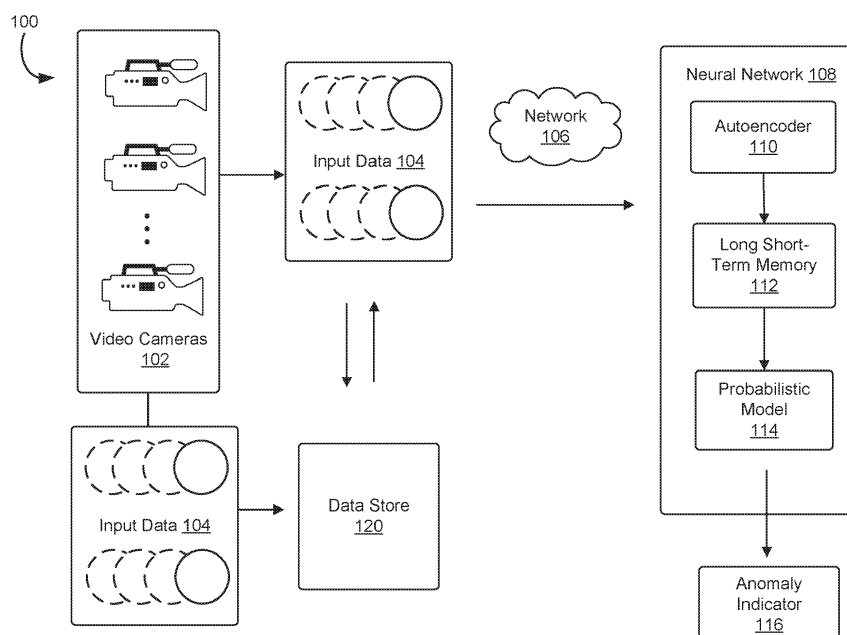 100
Video Cameras
102
Input Data 104
Network
106
Neural Network 108
Autoencoder
110
Long Short-
Term Memory
112
Probabilistic
Model
114
Input Data 104
Data Store
120
Anomaly
Indicator
116